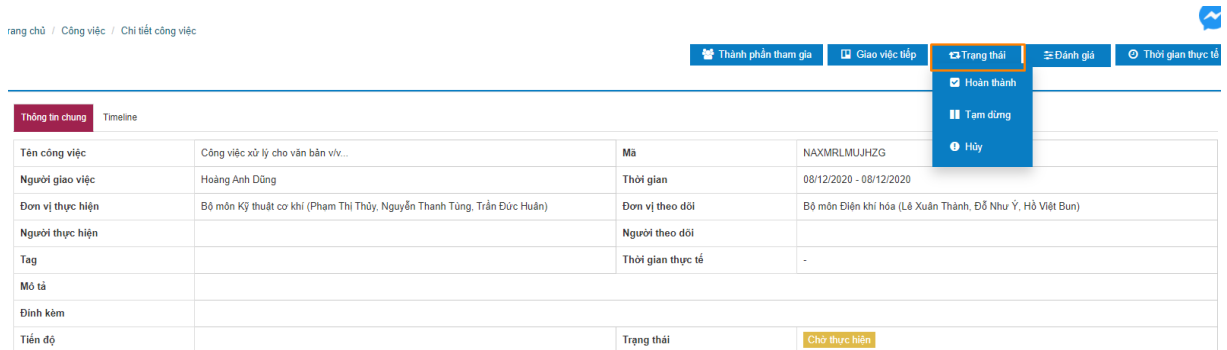 rang chủ / Công việc / Chi tiết công việc
Thành phần tham gia Giao việc tiếp Trạng thái Đánh giá Thời gian thực tế
Hoàn thành
Tạm dừng
Hủy
Thông tin chung Timeline
Tên công việc Công việc xử lý cho văn bản v/v... Mã NAXMRLMUJHZG
Người giao việc Hoàng Anh Dũng Thời gian 08/12/2020 - 08/12/2020
Đơn vị thực hiện Bộ môn Kỹ thuật cơ khí (Phạm Thị Thủy, Nguyễn Thanh Tùng, Trần Đức Huân) Đơn vị theo dõi Bộ môn Điện khí hóa (Lê Xuân Thành, Đỗ Như Ý, Hồ Việt Bun)
Người thực hiện Người theo dõi
Tag Thời gian thực tế -
Mô tả
Đính kèm
Tiến độ Trạng thái Chờ thực hiện